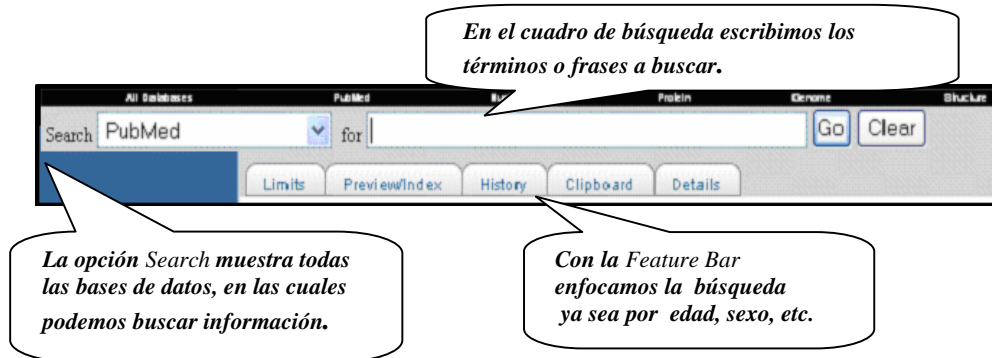 En el cuadro de búsqueda escribimos los
términos o frases a buscar.
All Databases PubMed Protein Genome Structure
Search PubMed for Go Clear
Limits Preview/Index History Clipboard Details
La opción Search muestra todas
las bases de datos, en las cuales
podemos buscar información.
Con la Feature Bar
enfocamos la búsqueda
ya sea por edad, sexo, etc.